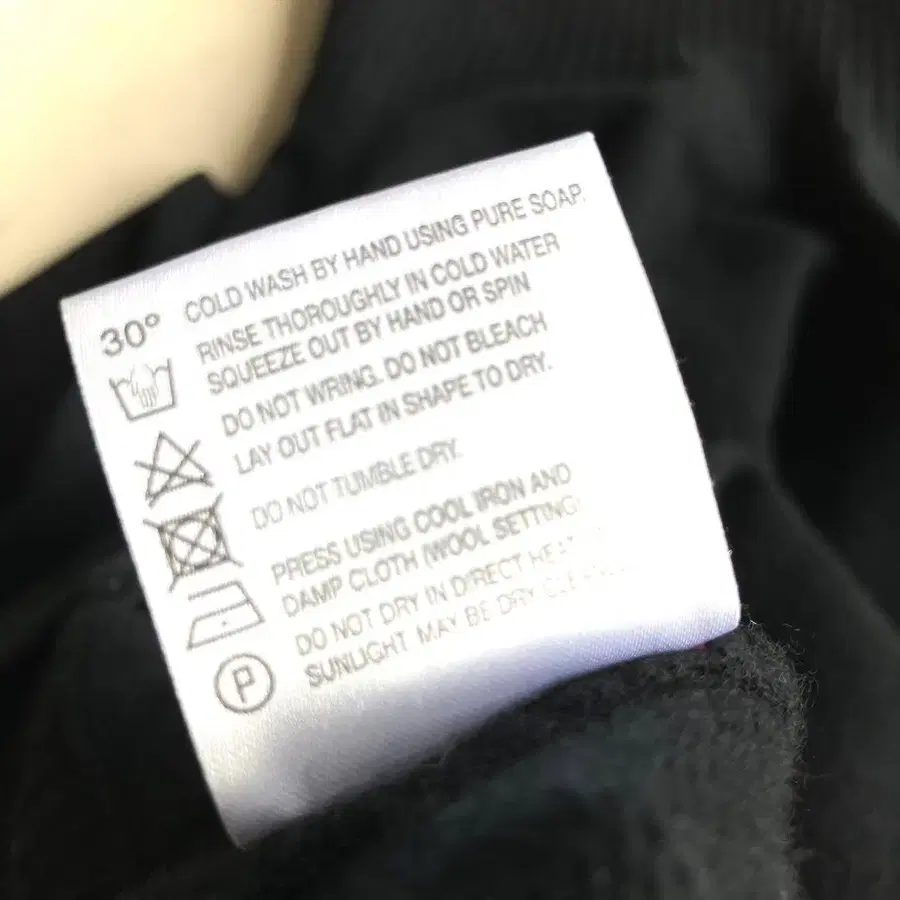 30°
COLD WASH BY HAND USING PURE SOAP.
RINSE THOROUGHLY IN COLD WATER
SQUEEZE OUT BY HAND OR SPIN
DO NOT WRING. DO NOT BLEACH
LAY OUT FLAT IN SHAPE TO DRY.
DO NOT TUMBLE DRY.
PRESS USING COOL IRON AND
DAMP CLOTH (WOOL SETTING)
DO NOT DRY IN DIRECT HEAT
SUNLIGHT MAY BE DRY
P